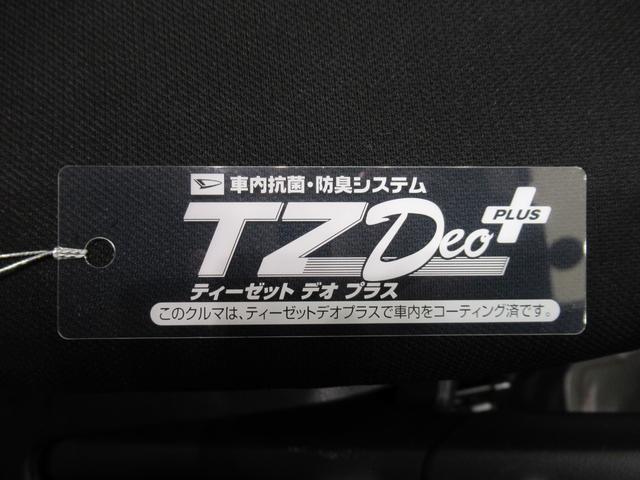 車内抗菌・防臭システム
TZ Deo PLUS
ティーゼット デオ プラス
このクルマは、ティーゼットデオプラスで車内をコーティング済です。